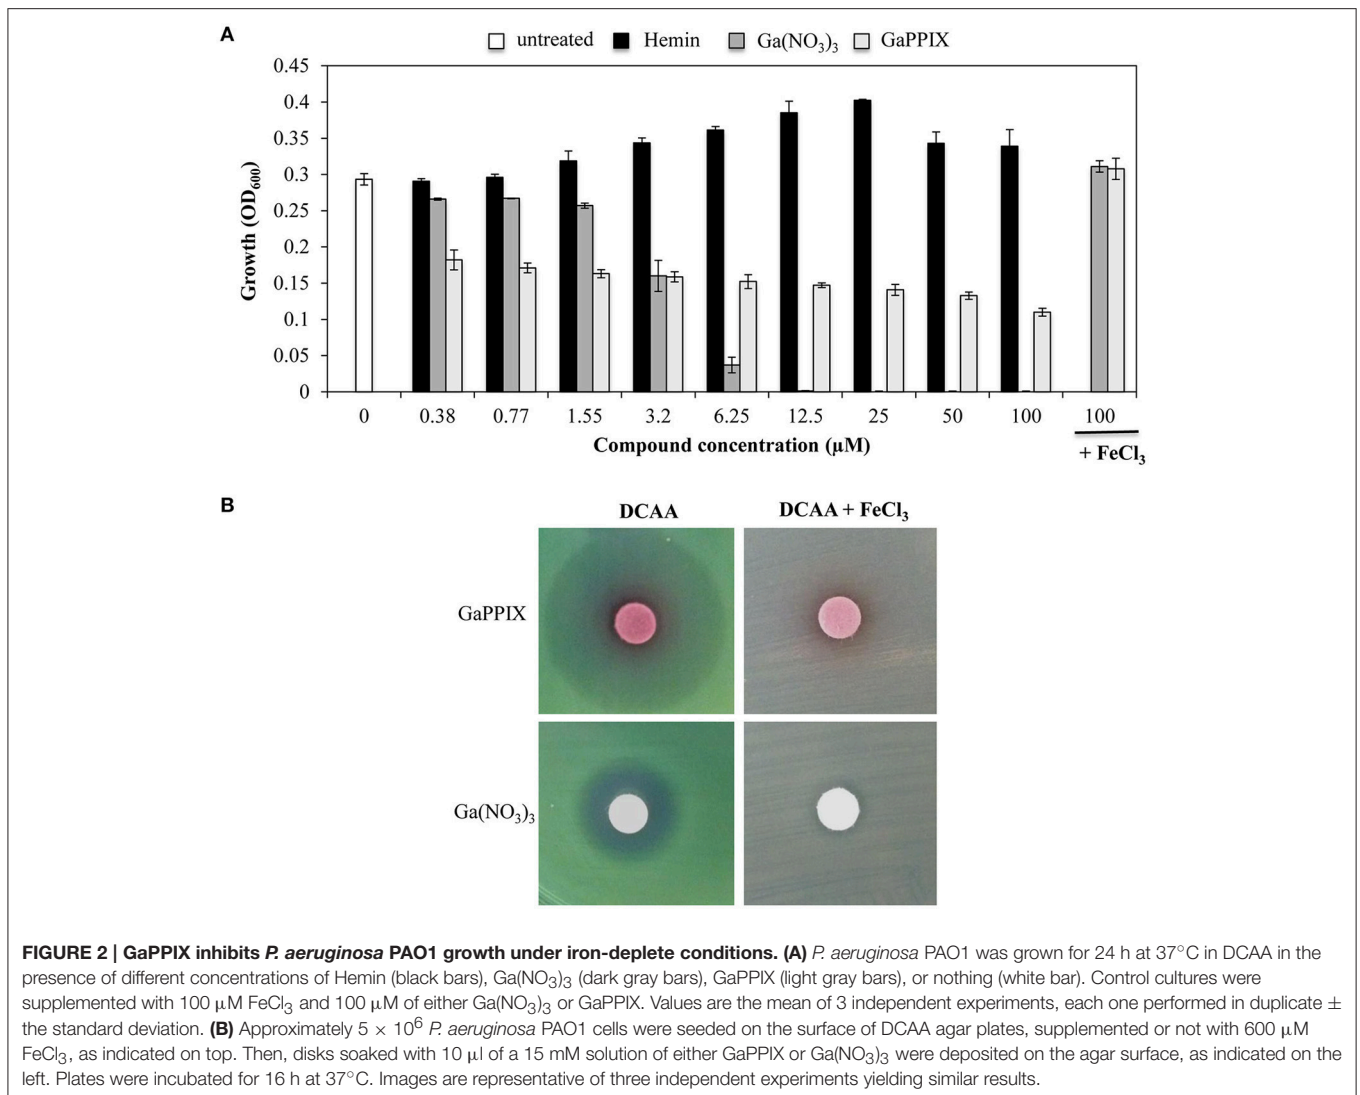 A
untreated Hemin Ga(NO₃)₃ GaPPIX
0.45
0.4
0.35
0.3
0.25
0.2
0.15
0.1
0.05
0
Growth (OD₆₀₀)
0 0.38 0.77 1.55 3.2 6.25 12.5 25 50 100 100
Compound concentration (µM)
+ FeCl₃
B
DCAA DCAA + FeCl₃
GaPPIX
Ga(NO₃)₃
FIGURE 2 | GaPPIX inhibits P. aeruginosa PAO1 growth under iron-deplete conditions. (A) P. aeruginosa PAO1 was grown for 24 h at 37°C in DCAA in the
presence of different concentrations of Hemin (black bars), Ga(NO₃)₃ (dark gray bars), GaPPIX (light gray bars), or nothing (white bar). Control cultures were
supplemented with 100 µM FeCl₃ and 100 µM of either Ga(NO₃)₃ or GaPPIX. Values are the mean of 3 independent experiments, each one performed in duplicate ±
the standard deviation. (B) Approximately 5 × 10⁶ P. aeruginosa PAO1 cells were seeded on the surface of DCAA agar plates, supplemented or not with 600 µM
FeCl₃, as indicated on top. Then, disks soaked with 10 µl of a 15 mM solution of either GaPPIX or Ga(NO₃)₃ were deposited on the agar surface, as indicated on the
left. Plates were incubated for 16 h at 37°C. Images are representative of three independent experiments yielding similar results.